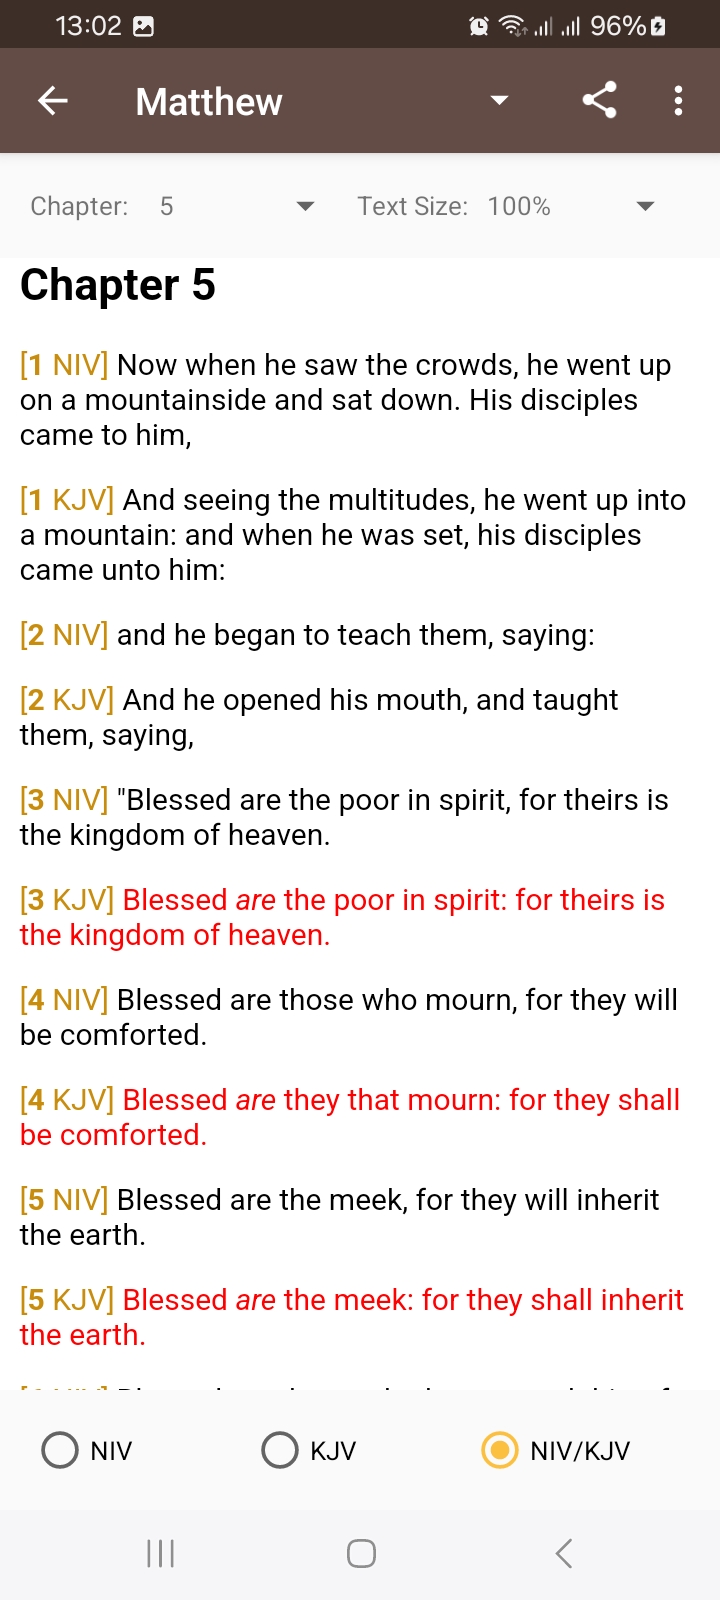 13:02 96%
Matthew
Chapter: 5 Text Size: 100%
Chapter 5
[1 NIV] Now when he saw the crowds, he went up
on a mountainside and sat down. His disciples
came to him,
[1 KJV] And seeing the multitudes, he went up into
a mountain: and when he was set, his disciples
came unto him:
[2 NIV] and he began to teach them, saying:
[2 KJV] And he opened his mouth, and taught
them, saying,
[3 NIV] "Blessed are the poor in spirit, for theirs is
the kingdom of heaven.
[3 KJV] Blessed are the poor in spirit: for theirs is
the kingdom of heaven.
[4 NIV] Blessed are those who mourn, for they will
be comforted.
[4 KJV] Blessed are they that mourn: for they shall
be comforted.
[5 NIV] Blessed are the meek, for they will inherit
the earth.
[5 KJV] Blessed are the meek: for they shall inherit
the earth.
NIV KJV NIV/KJV